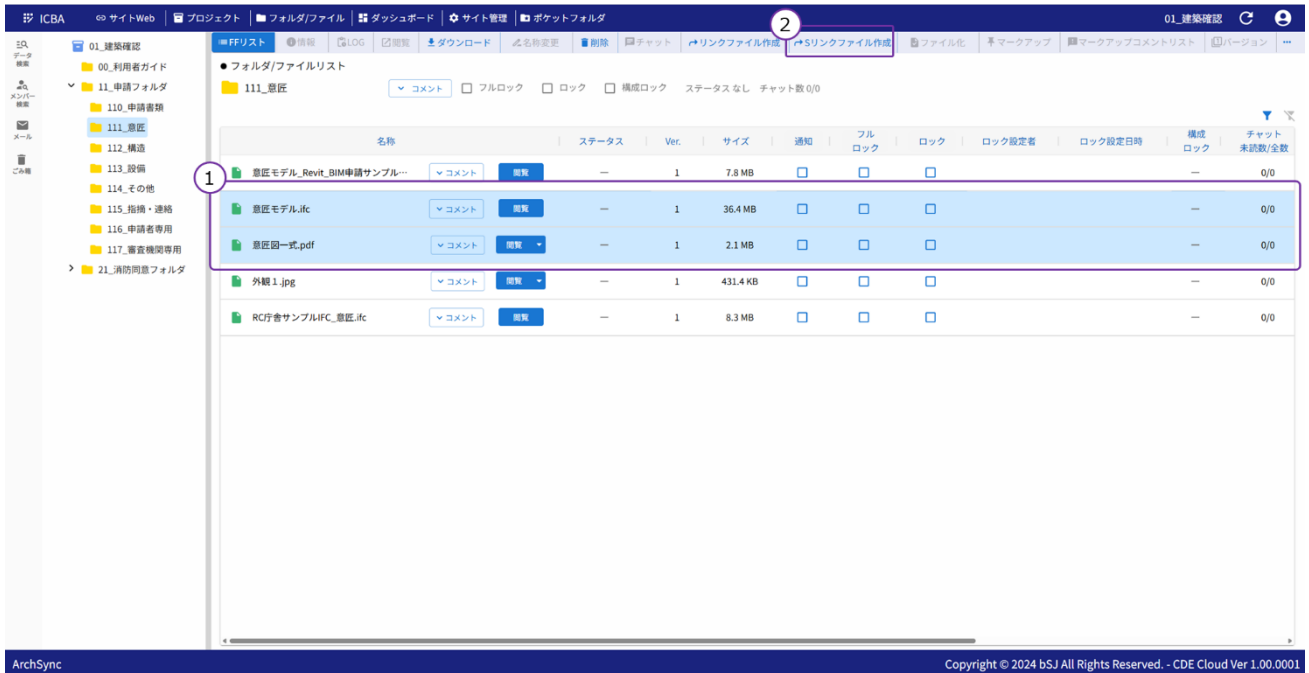 ICBA サイトWeb プロジェクト フォルダ/ファイル ダッシュボード サイト管理 ポケットフォルダ 01_建築確認
2
データ検索
メンバー検索
メール
ごみ箱
01_建築確認
00_利用者ガイド
11_申請フォルダ
110_申請書類
111_意匠
112_構造
113_設備
114_その他
115_指摘・連絡
116_申請者専用
117_審査機関専用
21_消防同意フォルダ
FFリスト 情報 LOG 閲覧 ダウンロード 名称変更 削除 チャット リンクファイル作成 Sリンクファイル作成 ファイル化 マークアップ マークアップコメントリスト バージョン …
● フォルダ/ファイルリスト
111_意匠 コメント フルロック ロック 構成ロック ステータス なし チャット数 0/0
名称 ステータス Ver. サイズ 通知 フルロック ロック ロック設定者 ロック設定日時 構成ロック チャット未読数/全数
意匠モデル_Revit_BIM申請サンプル… コメント 閲覧 — 1 7.8 MB — 0/0
1
意匠モデル.ifc コメント 閲覧 — 1 36.4 MB — 0/0
意匠図一式.pdf コメント 閲覧 — 1 2.1 MB — 0/0
外観１.jpg コメント 閲覧 — 1 431.4 KB — 0/0
RC庁舎サンプルIFC_意匠.ifc コメント 閲覧 — 1 8.3 MB — 0/0
ArchSync Copyright © 2024 bSJ All Rights Reserved. - CDE Cloud Ver 1.00.0001